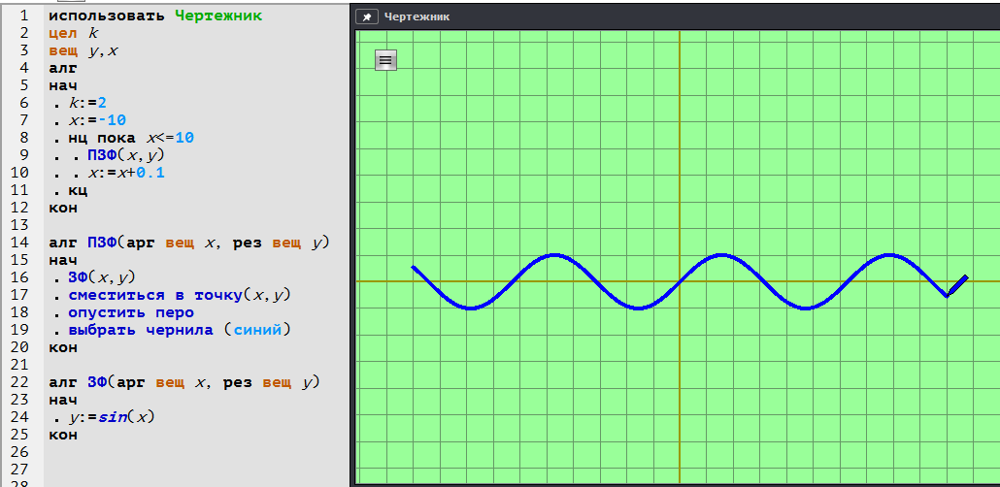 1 использовать Чертежник
2 цел k
3 вещ y,x
4 алг
5 нач
6 . k:=2
7 . x:=-10
8 . нц пока x<=10
9 . . ПЗФ(x,y)
10 . . x:=x+0.1
11 . кц
12 кон
13
14 алг ПЗФ(арг вещ x, рез вещ y)
15 нач
16 . ЗФ(x,y)
17 . сместиться в точку(x,y)
18 . опустить перо
19 . выбрать чернила (синий)
20 кон
21
22 алг ЗФ(арг вещ x, рез вещ y)
23 нач
24 . y:=sin(x)
25 кон
26
27
28
Чертежник